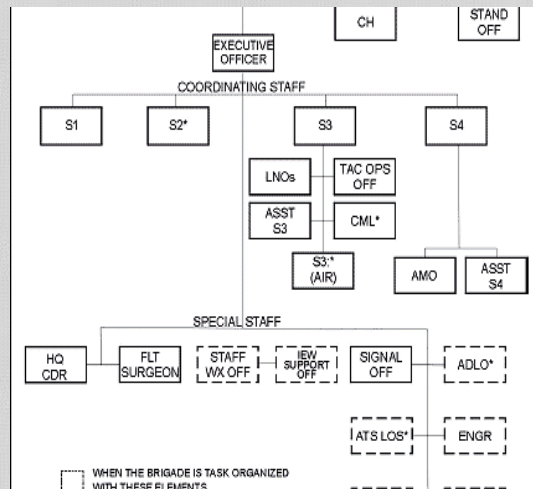 CH
STAND
OFF
EXECUTIVE
OFFICER
COORDINATING STAFF
S1
S2*
S3
S4
LNOs
TAC OPS
OFF
ASST
S3
CML*
S3:*
(AIR)
AMO
ASST
S4
SPECIAL STAFF
HQ
CDR
FLT
SURGEON
STAFF
WX OFF
IEW
SUPPORT
OFF
SIGNAL
OFF
ADLO*
ATS LOS*
ENGR
WHEN THE BRIGADE IS TASK ORGANIZED
WITH THESE ELEMENTS